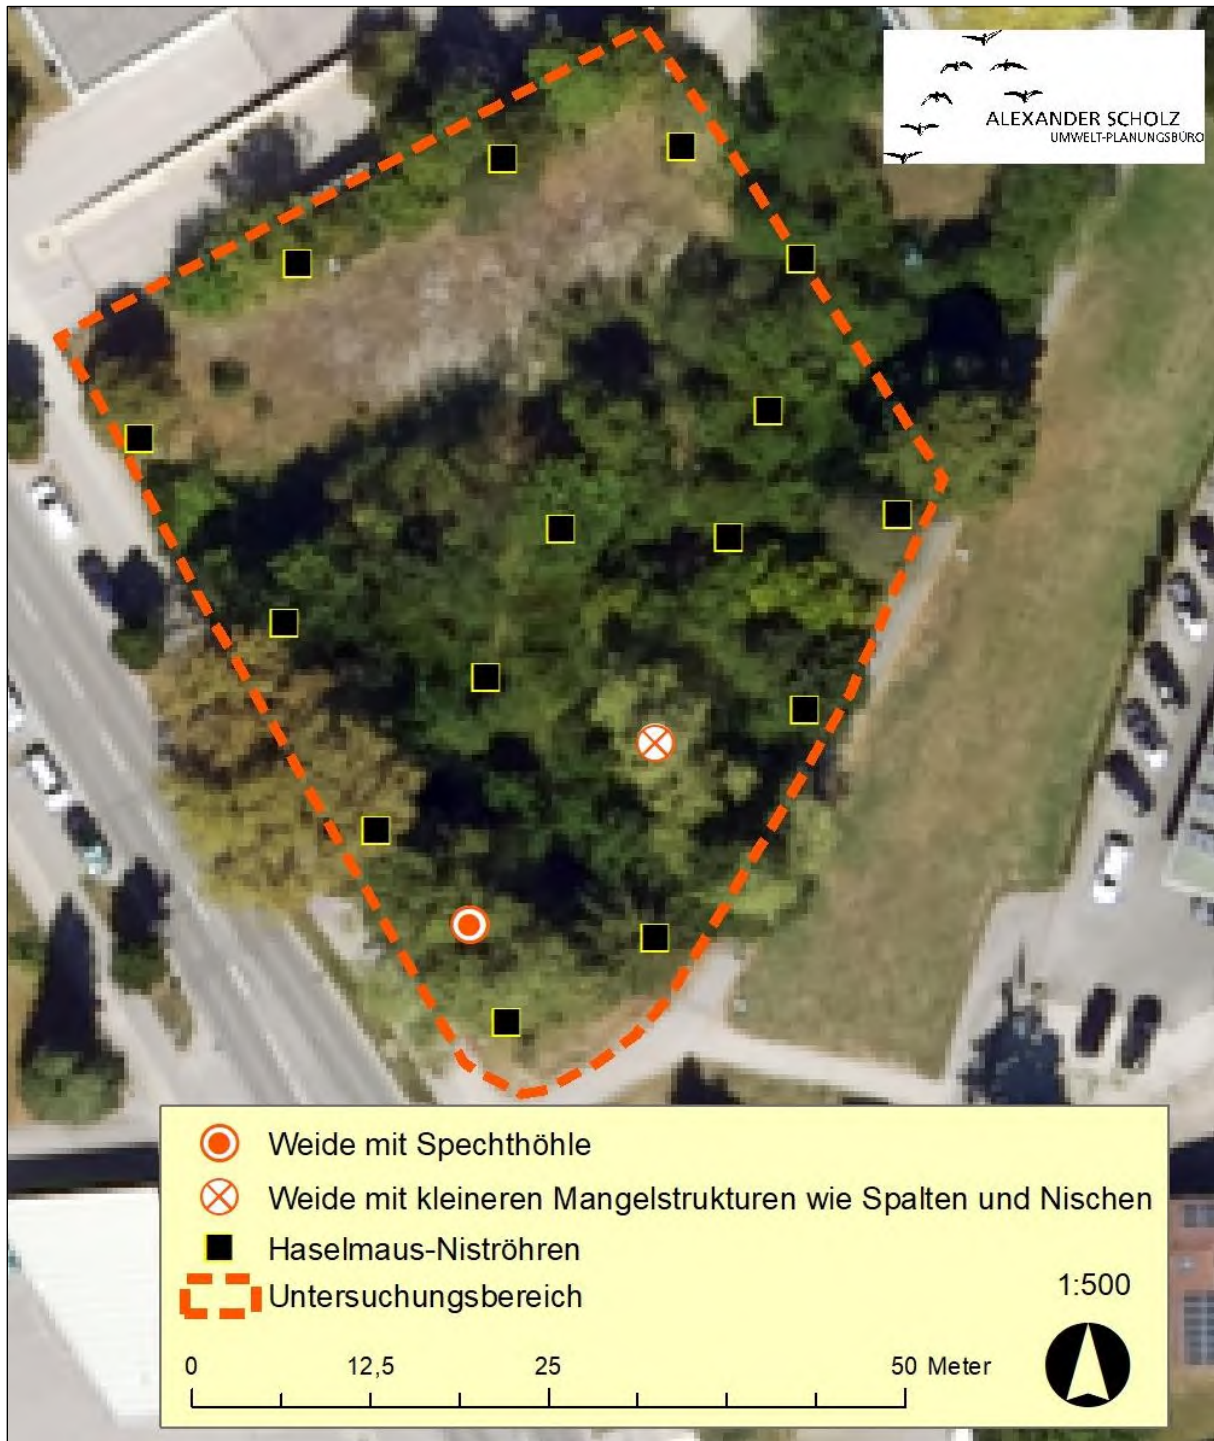 ALEXANDER SCHOLZ
UMWELT-PLANUNGSBÜRO
Weide mit Spechthöhle
Weide mit kleineren Mangelstrukturen wie Spalten und Nischen
Haselmaus-Niströhren
Untersuchungsbereich
1:500
0 12,5 25 50 Meter